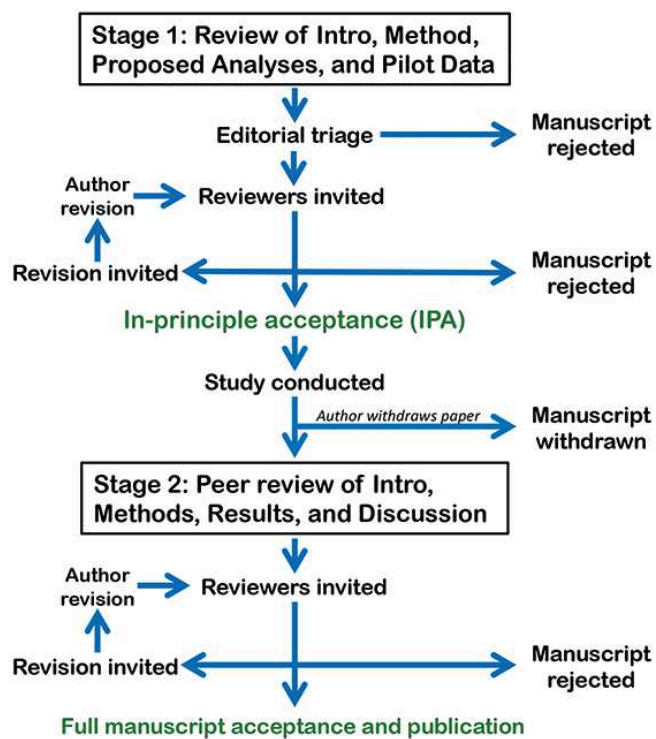 Stage 1: Review of Intro, Method,
Proposed Analyses, and Pilot Data
Editorial triage
Manuscript
rejected
Author
revision
Reviewers invited
Revision invited
Manuscript
rejected
In-principle acceptance (IPA)
Study conducted
Author withdraws paper
Manuscript
withdrawn
Stage 2: Peer review of Intro,
Methods, Results, and Discussion
Author
revision
Reviewers invited
Revision invited
Manuscript
rejected
Full manuscript acceptance and publication